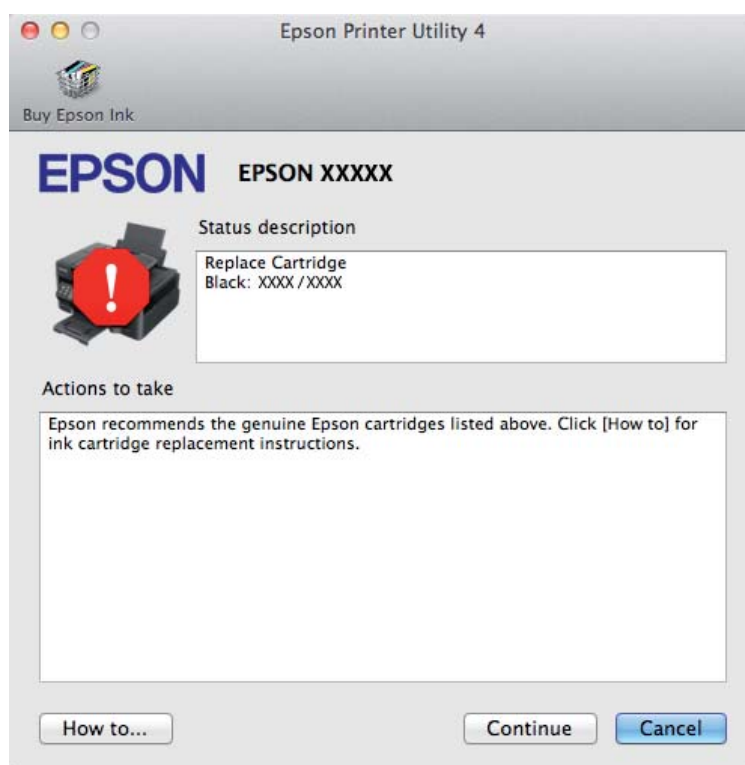 Epson Printer Utility 4
Buy Epson Ink
EPSON EPSON XXXXX
Status description
Replace Cartridge
Black: XXXX / XXXX
Actions to take
Epson recommends the genuine Epson cartridges listed above. Click [How to] for
ink cartridge replacement instructions.
How to... Continue Cancel